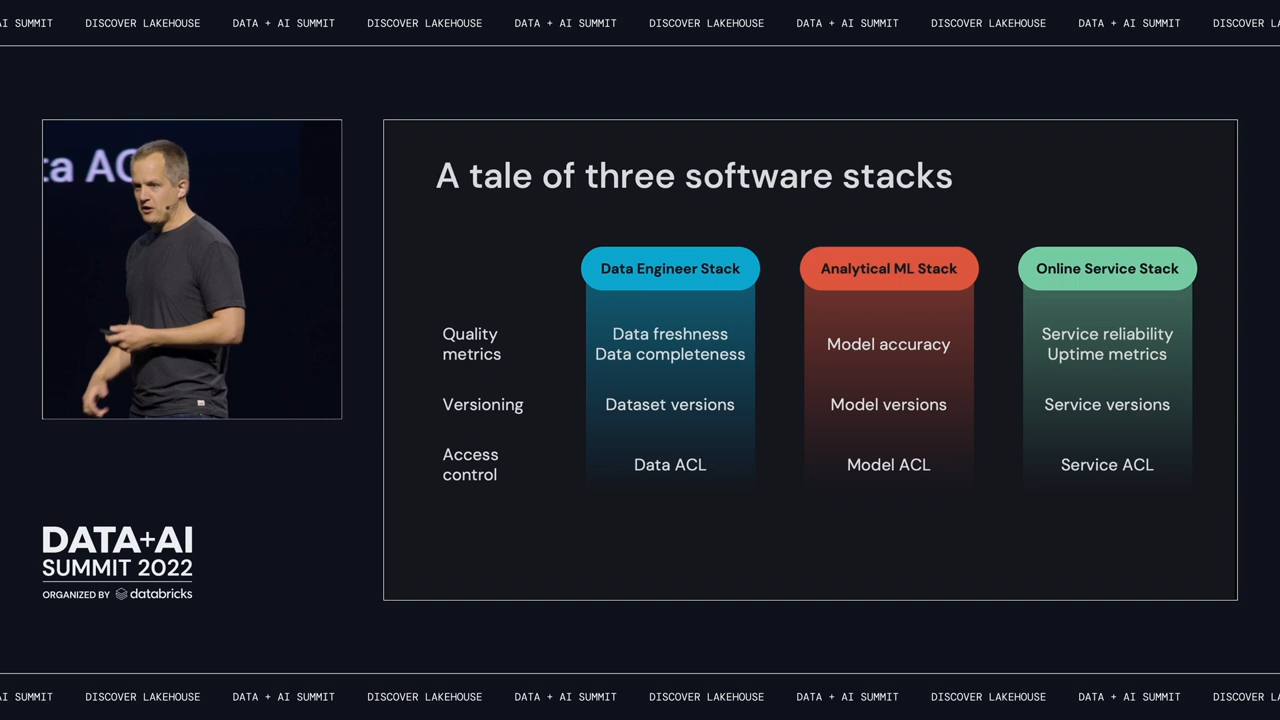 AI SUMMIT DISCOVER LAKEHOUSE DATA + AI SUMMIT DISCOVER LAKEHOUSE DATA + AI SUMMIT DISCOVER LAKEHOUSE DATA + AI SUMMIT DISCOVER LAKEHOUSE DATA + AI SUMMIT DISCOVER LA
ta AC
A tale of three software stacks
Data Engineer Stack Analytical ML Stack Online Service Stack
Quality metrics
Data freshness
Data completeness
Model accuracy
Service reliability
Uptime metrics
Versioning Dataset versions Model versions Service versions
Access control
Data ACL Model ACL Service ACL
DATA+AI
SUMMIT 2022
ORGANIZED BY databricks
AI SUMMIT DISCOVER LAKEHOUSE DATA + AI SUMMIT DISCOVER LAKEHOUSE DATA + AI SUMMIT DISCOVER LAKEHOUSE DATA + AI SUMMIT DISCOVER LAKEHOUSE DATA + AI SUMMIT DISCOVER LA